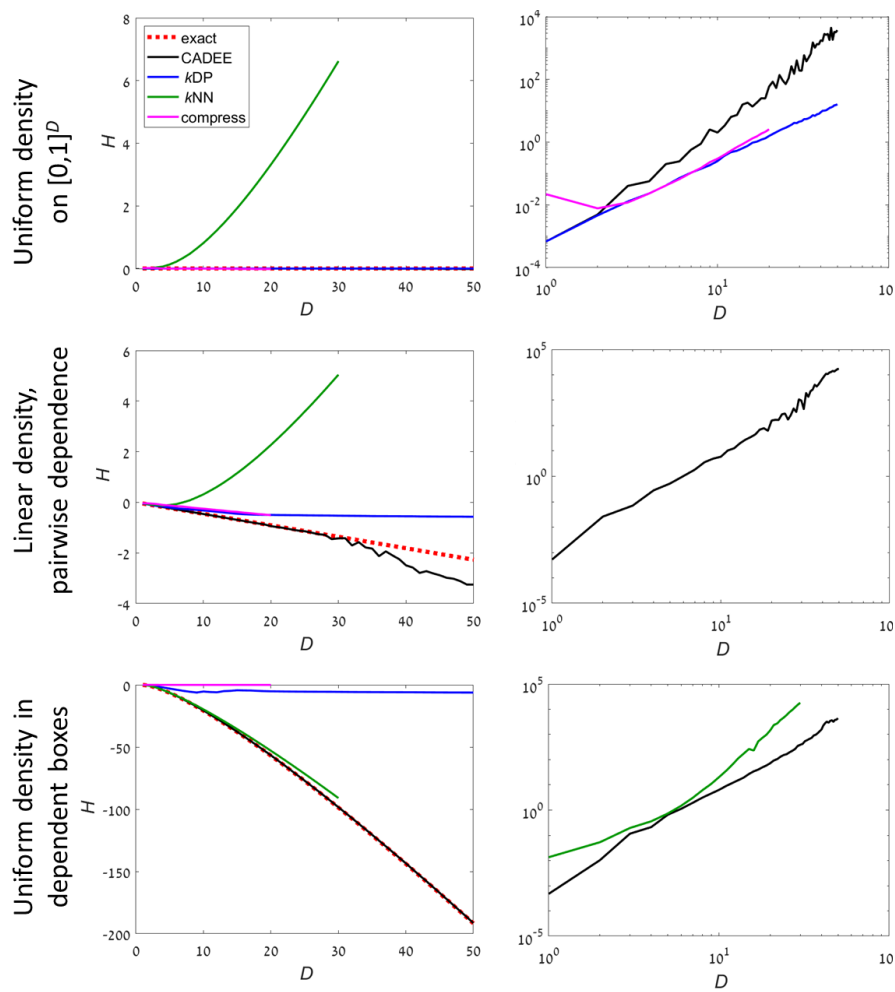 Uniform density
on [0,1]^D
8
6
4
2
0
H
exact
CADEE
kDP
kNN
compress
0 10 20 30 40 50
D
10^4
10^2
10^0
10^-2
10^-4
10^0 10^1 10
D
Linear density,
pairwise dependence
6
4
2
0
-2
-4
H
0 10 20 30 40 50
D
10^5
10^0
10^-5
10^0 10^1 10
D
Uniform density in
dependent boxes
0
-50
-100
-150
-200
H
0 10 20 30 40 50
D
10^5
10^0
10^-5
10^0 10^1 10
D